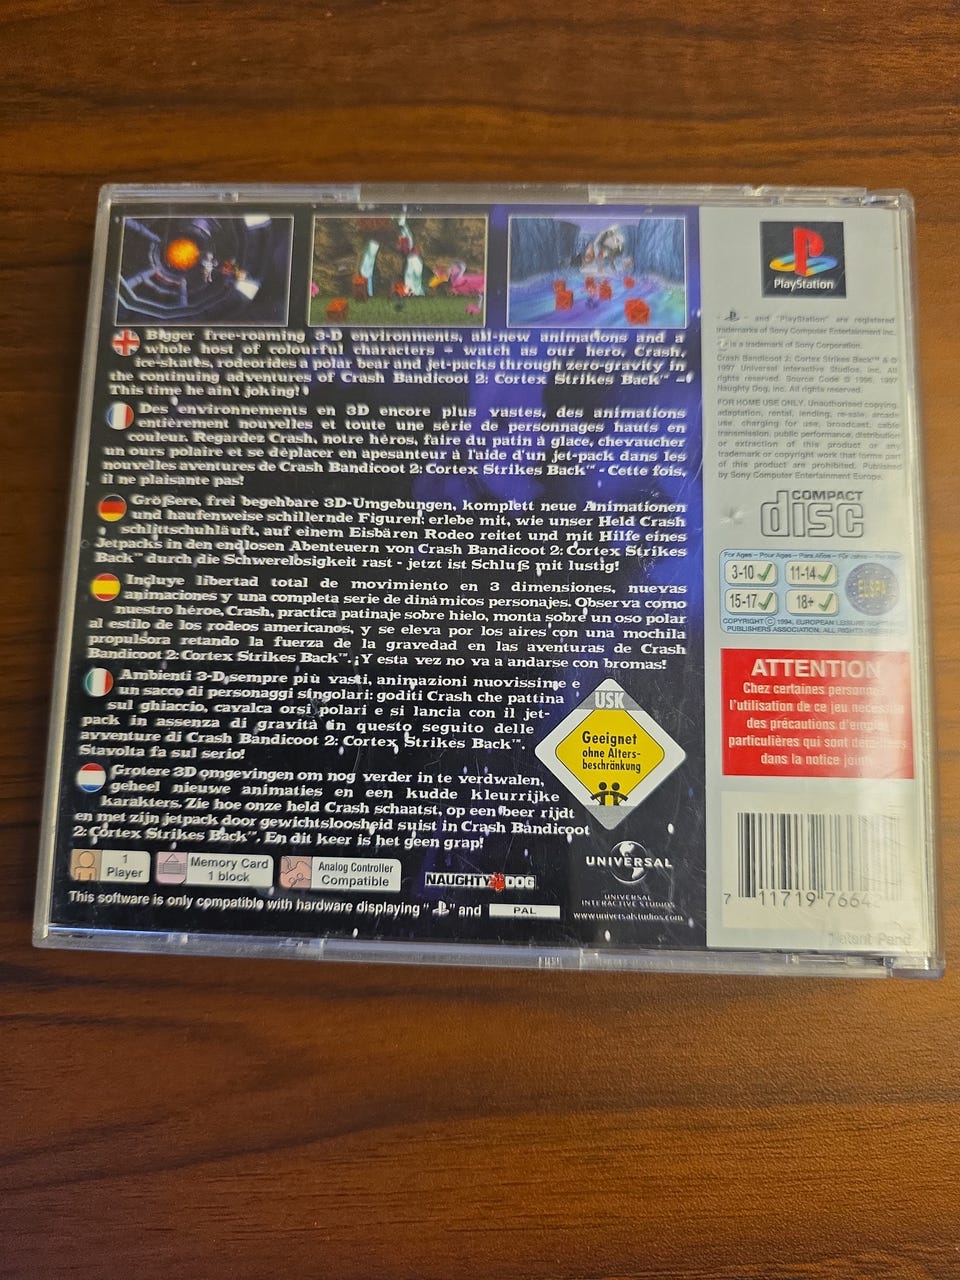 Bigger free-roaming 3-D environments, all-new animations and a
whole host of colourful characters – watch as our hero, Crash,
ice-skates, rodeorides a polar bear and jet-packs through zero-gravity in
the continuing adventures of Crash Bandicoot 2: Cortex Strikes Back™ –
This time he ain't joking!
Des environnements en 3D encore plus vastes, des animations
entièrement nouvelles et toute une série de personnages hauts en
couleur. Regardez Crash, notre héros, faire du patin à glace, chevaucher
un ours polaire et se déplacer en apesanteur à l'aide d'un jet-pack dans les
nouvelles aventures de Crash Bandicoot 2: Cortex Strikes Back™ - Cette fois,
il ne plaisante pas!
Größere, frei begehbare 3D-Umgebungen, komplett neue Animationen
und haufenweise schillernde Figuren: erlebe mit, wie unser Held Crash
schlittschuhläuft, auf einem Eisbären Rodeo reitet und mit Hilfe eines
Jetpacks in den endlosen Abenteuern von Crash Bandicoot 2: Cortex Strikes
Back™ durch die Schwerelosigkeit rast - jetzt ist Schluß mit lustig!
Incluye libertad total de movimiento en 3 dimensiones, nuevas
animaciones y una completa serie de dinámicos personajes. Observa como
nuestro héroe, Crash, practica patinaje sobre hielo, monta sobre un oso polar
al estilo de los rodeos americanos, y se eleva por los aires con una mochila
propulsora retando la fuerza de la gravedad en las aventuras de Crash
Bandicoot 2: Cortex Strikes Back™. ¡Y esta vez no va a andarse con bromas!
Ambienti 3-D sempre più vasti, animazioni nuovissime e
un sacco di personaggi singolari: goditi Crash che pattina
sul ghiaccio, cavalca orsi polari e si lancia con il jet-
pack in assenza di gravità in questo seguito delle
avventure di Crash Bandicoot 2: Cortex Strikes Back™.
Stavolta fa sul serio!
Grotere 3D omgevingen om nog verder in te verdwalen,
geheel nieuwe animaties en een kudde kleurrijke
karakters. Zie hoe onze held Crash schaatst, op een beer rijdt
en met zijn jetpack door gewichtsloosheid suist in Crash Bandicoot
2: Cortex Strikes Back™. En dit keer is het geen grap!
USK
Geeignet
ohne Alters-
beschränkung
1
Player
Memory Card
1 block
Analog Controller
Compatible
NAUGHTY DOG
UNIVERSAL
UNIVERSAL
INTERACTIVE STUDIOS
www.universalstudios.com
This software is only compatible with hardware displaying " " and PAL
PlayStation
- and "PlayStation" are registered
trademarks of Sony Computer Entertainment Inc.
is a trademark of Sony Corporation.
Crash Bandicoot 2: Cortex Strikes Back™ & ©
1997 Universal Interactive Studios, Inc. All
rights reserved. Source Code © 1996, 1997
Naughty Dog, Inc. All rights reserved.
FOR HOME USE ONLY. Unauthorised copying,
adaptation, rental, lending, re-sale, arcade
use, charging for use, broadcast, cable
transmission, public performance, distribution
or extraction of this product or any
trademark or copyright work that forms part
of this product are prohibited. Published
by Sony Computer Entertainment Europe.
COMPACT
disc
For Ages – Pour Ages – Para Años – Für Jahre – Per Anni
3-10 11-14
15-17 18+
ELSPA
COPYRIGHT © 1994, EUROPEAN LEISURE SOFTWARE
PUBLISHERS ASSOCIATION. ALL RIGHTS
ATTENTION
Chez certaines personnes,
l'utilisation de ce jeu nécessite
des précautions d'emploi
particulières qui sont détaillées
dans la notice jointe
7 11719 7664
Patent Pend